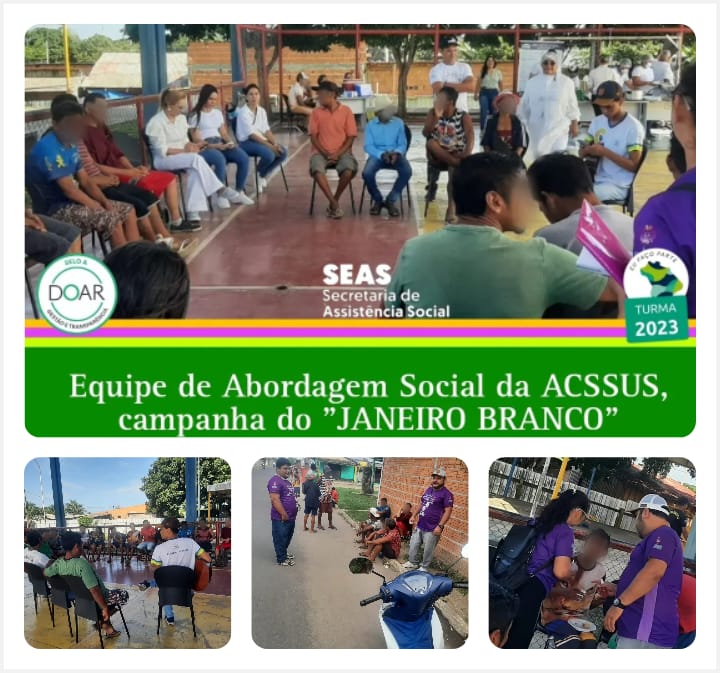 SELO A
DOAR
GESTÃO E TRANSPARÊNCIA
SEAS
Secretaria de
Assistência Social
EU FAÇO PARTE
TURMA
2023
Equipe de Abordagem Social da ACSSUS,
campanha do ”JANEIRO BRANCO”